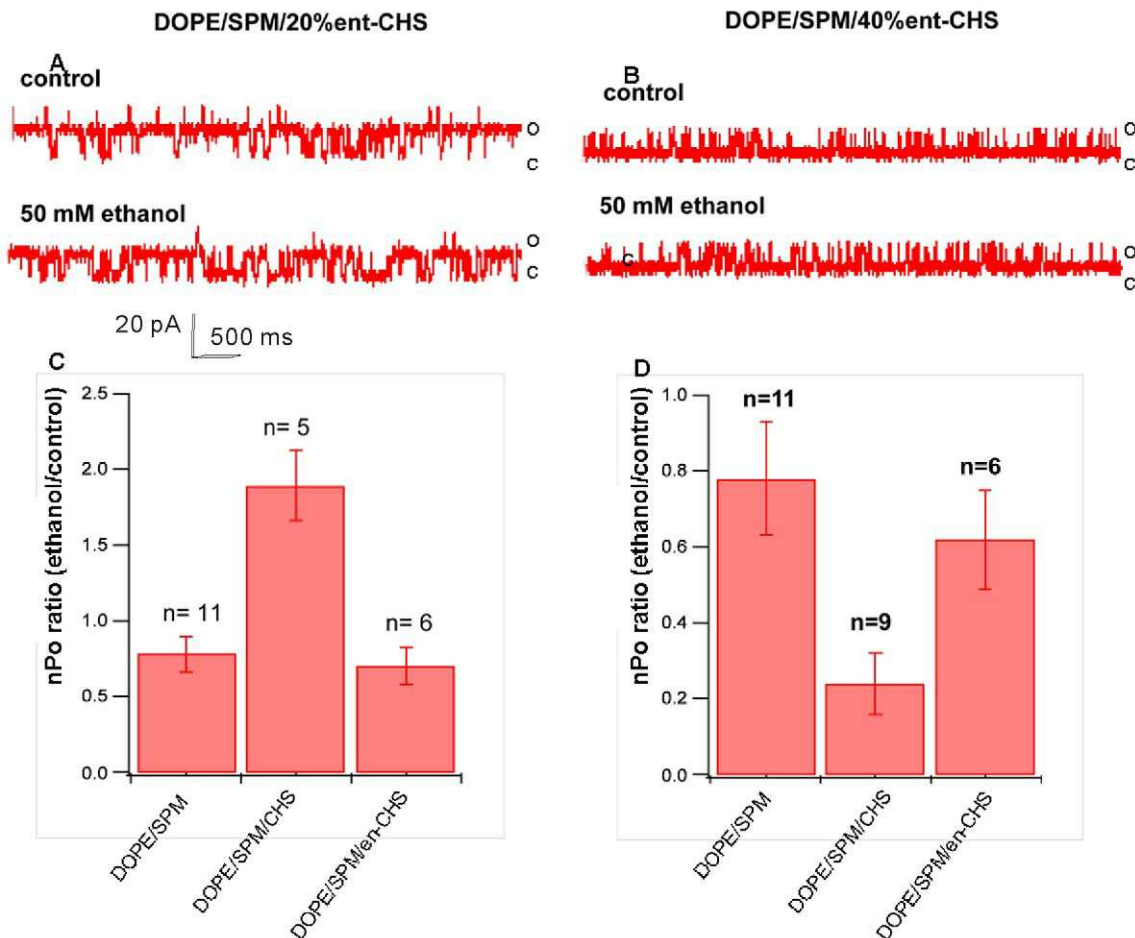 DOPE/SPM/20%ent-CHS
DOPE/SPM/40%ent-CHS
A
control
O
C
50 mM ethanol
O
C
20 pA
500 ms
B
control
O
C
50 mM ethanol
C
O
C
C
nPo ratio (ethanol/control)
2.5
2.0
1.5
1.0
0.5
0.0
n= 11
n= 5
n= 6
DOPE/SPM
DOPE/SPM/CHS
DOPE/SPM/en-CHS
D
nPo ratio (ethanol/control)
1.0
0.8
0.6
0.4
0.2
0.0
n=11
n=9
n=6
DOPE/SPM
DOPE/SPM/CHS
DOPE/SPM/en-CHS